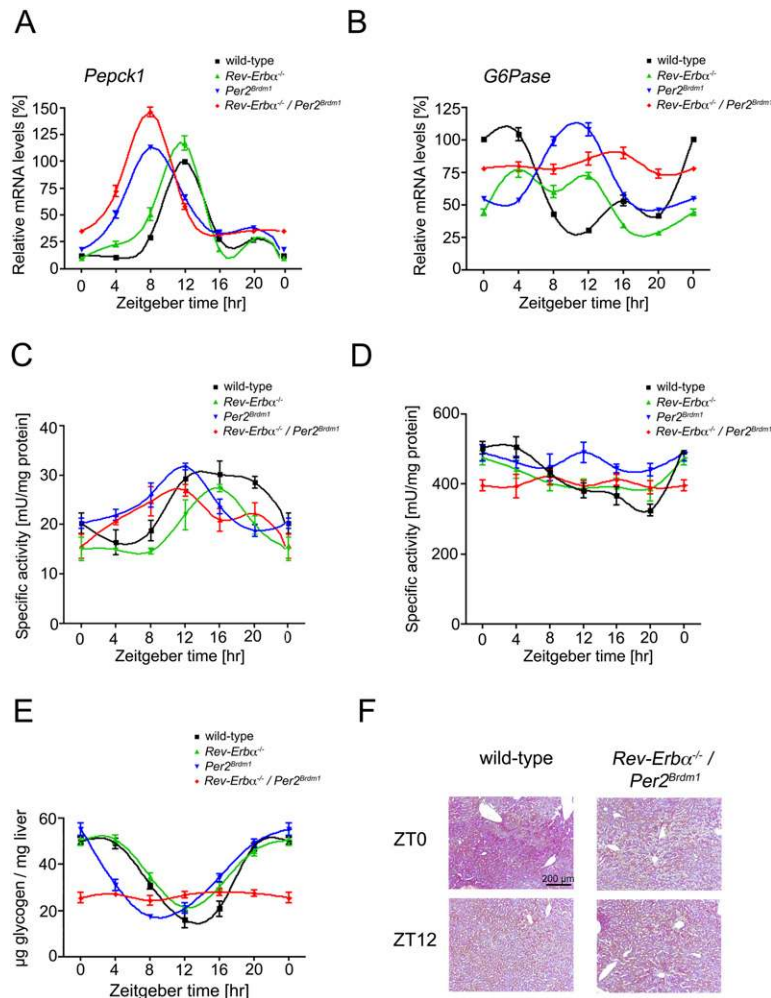 A
wild-type
Rev-Erbα-/-
Per2Brdm1
Rev-Erbα-/- / Per2Brdm1
Pepck1
Relative mRNA levels [%]
150
125
100
75
50
25
0
0 4 8 12 16 20 0
Zeitgeber time [hr]
B
wild-type
Rev-Erbα-/-
Per2Brdm1
Rev-Erbα-/- / Per2Brdm1
G6Pase
Relative mRNA levels [%]
125
100
75
50
25
0
0 4 8 12 16 20 0
Zeitgeber time [hr]
C
wild-type
Rev-Erbα-/-
Per2Brdm1
Rev-Erbα-/- / Per2Brdm1
Specific activity [mU/mg protein]
40
30
20
10
0
0 4 8 12 16 20 0
Zeitgeber time [hr]
D
wild-type
Rev-Erbα-/-
Per2Brdm1
Rev-Erbα-/- / Per2Brdm1
Specific activity [mU/mg protein]
600
400
200
0
0 4 8 12 16 20 0
Zeitgeber time [hr]
E
wild-type
Rev-Erbα-/-
Per2Brdm1
Rev-Erbα-/- / Per2Brdm1
µg glycogen / mg liver
60
40
20
0
0 4 8 12 16 20 0
Zeitgeber time [hr]
F
wild-type
Rev-Erbα-/- /
Per2Brdm1
ZT0
200 µm
ZT12